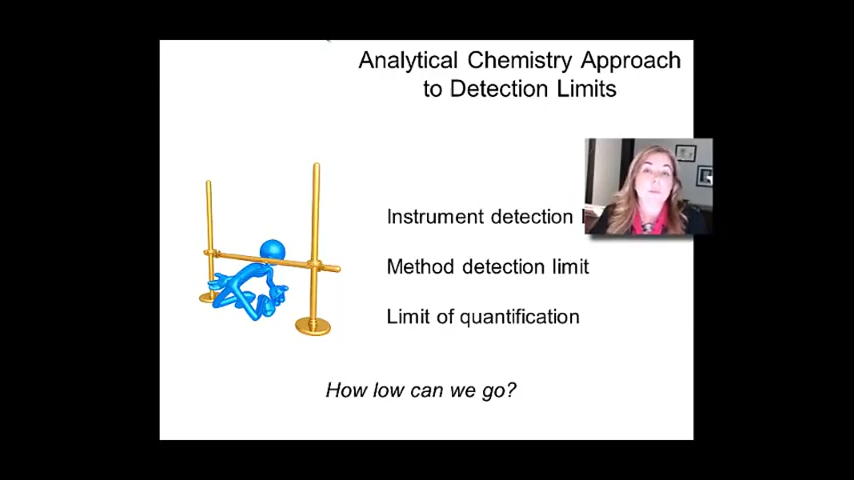 Analytical Chemistry Approach
to Detection Limits
Instrument detection
Method detection limit
Limit of quantification
How low can we go?